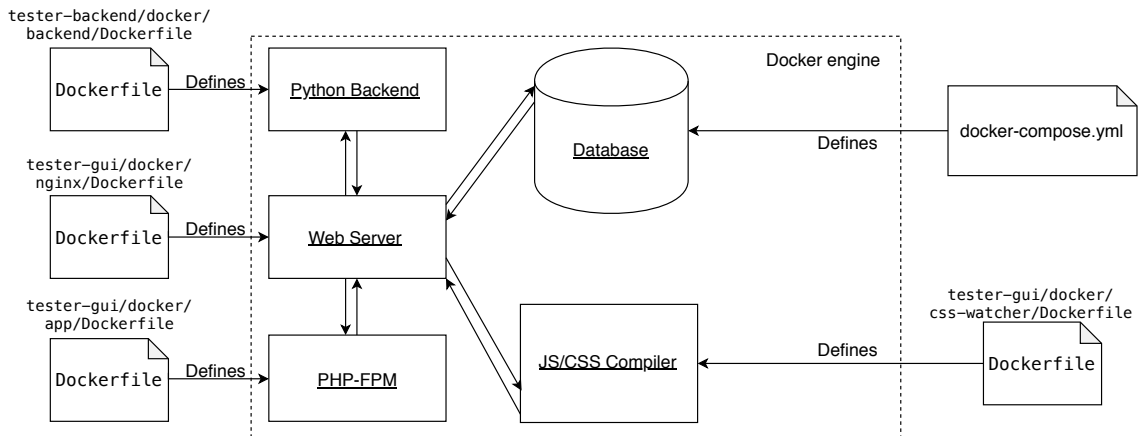 tester-backend/docker/
backend/Dockerfile
Dockerfile
Defines
Python Backend
Docker engine
Database
Defines
docker-compose.yml
tester-gui/docker/
nginx/Dockerfile
Dockerfile
Defines
Web Server
tester-gui/docker/
app/Dockerfile
Dockerfile
Defines
PHP-FPM
JS/CSS Compiler
Defines
tester-gui/docker/
css-watcher/Dockerfile
Dockerfile